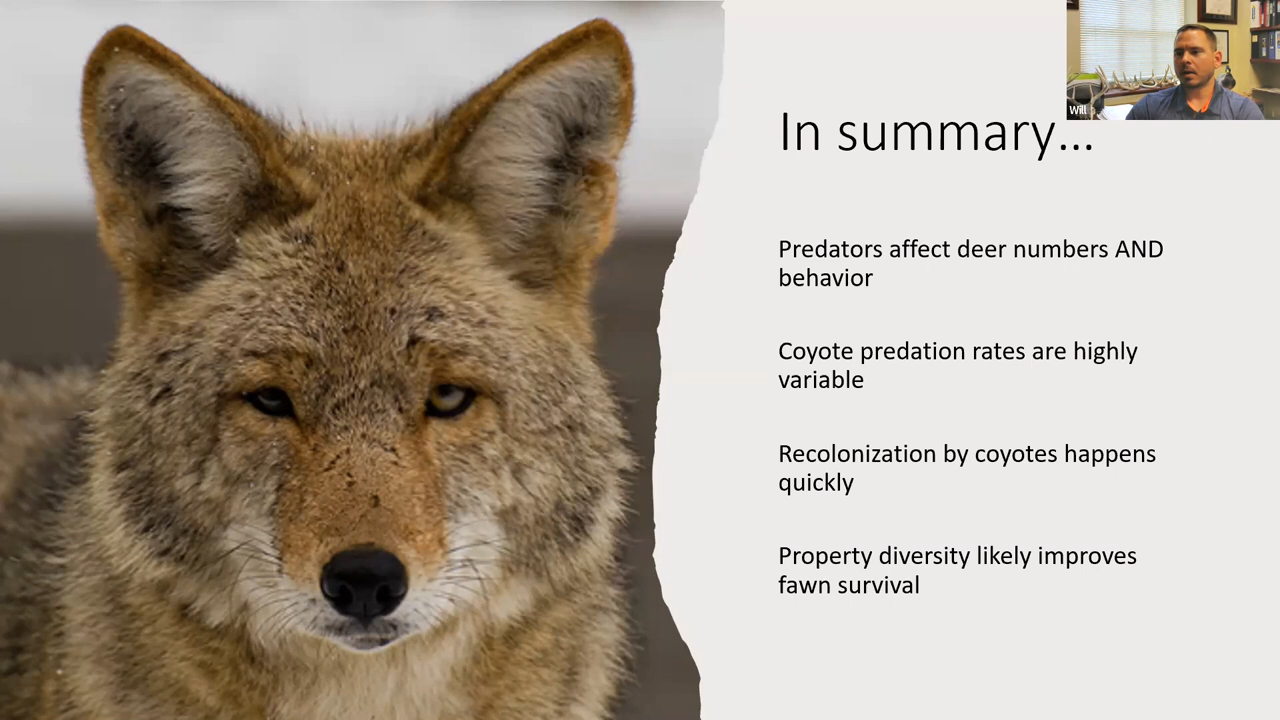 Will
In summary...
Predators affect deer numbers AND
behavior
Coyote predation rates are highly
variable
Recolonization by coyotes happens
quickly
Property diversity likely improves
fawn survival